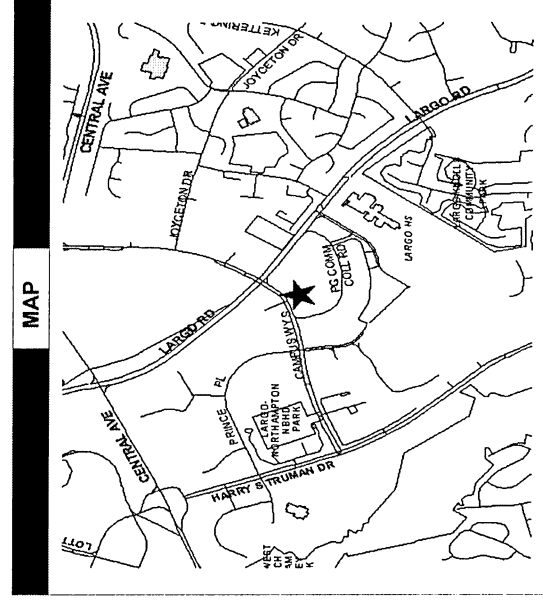 MAP
CENTRAL AVE
KETTERING
JOYCETON DR
JOYCETON DR
LARGO RD
LARGO RD
CENTRAL AVE
PRINCE PL
CAMPUS WY S
PG COMM
COLL RD
LARGO HS
COMMUNITY
PARK
LARGO-
NORTHAMPTON
NBHD
PARK
HARRY S TRUMAN DR
LOTT